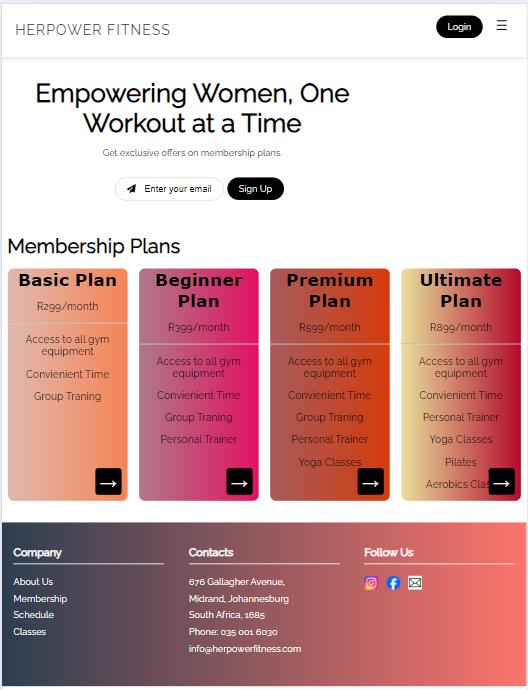 HERPOWER FITNESS
Login
Empowering Women, One
Workout at a Time
Get exclusive offers on membership plans.
Enter your email
Sign Up
Membership Plans
Basic Plan
R299/month
Access to all gym
equipment
Convienient Time
Group Traning
Beginner
Plan
R399/month
Access to all gym
equipment
Convienient Time
Group Traning
Personal Trainer
Premium
Plan
R599/month
Access to all gym
equipment
Convienient Time
Group Traning
Personal Trainer
Yoga Classes
Ultimate
Plan
R899/month
Access to all gym
equipment
Convienient Time
Personal Trainer
Yoga Classes
Pilates
Aerobics Clas
Company
About Us
Membership
Schedule
Classes
Contacts
676 Gallagher Avenue,
Midrand, Johannesburg
South Africa, 1685
Phone: 035 001 6030
info@herpowerfitness.com
Follow Us